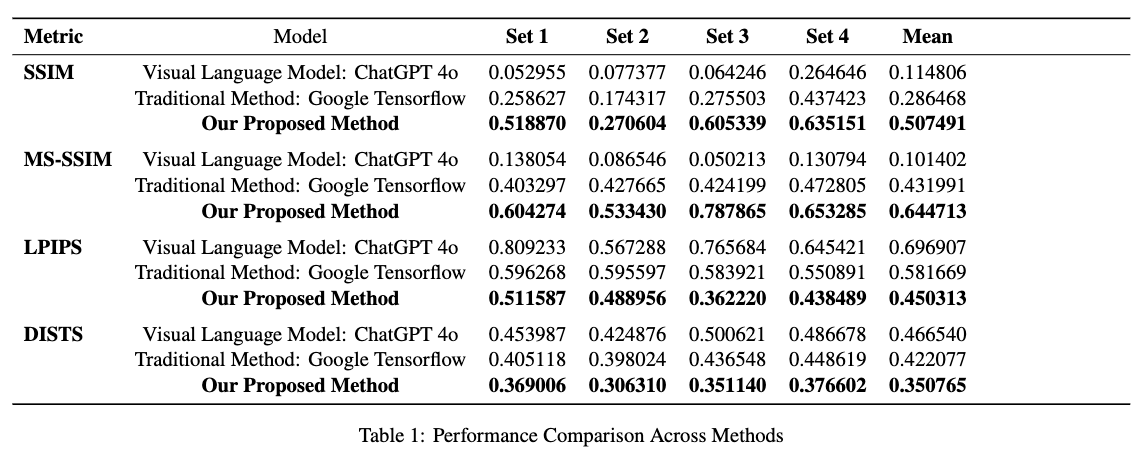 Metric Model Set 1 Set 2 Set 3 Set 4 Mean
SSIM Visual Language Model: ChatGPT 4o 0.052955 0.077377 0.064246 0.264646 0.114806
Traditional Method: Google Tensorflow 0.258627 0.174317 0.275503 0.437423 0.286468
Our Proposed Method 0.518870 0.270604 0.605339 0.635151 0.507491
MS-SSIM Visual Language Model: ChatGPT 4o 0.138054 0.086546 0.050213 0.130794 0.101402
Traditional Method: Google Tensorflow 0.403297 0.427665 0.424199 0.472805 0.431991
Our Proposed Method 0.604274 0.533430 0.787865 0.653285 0.644713
LPIPS Visual Language Model: ChatGPT 4o 0.809233 0.567288 0.765684 0.645421 0.696907
Traditional Method: Google Tensorflow 0.596268 0.595597 0.583921 0.550891 0.581669
Our Proposed Method 0.511587 0.488956 0.362220 0.438489 0.450313
DISTS Visual Language Model: ChatGPT 4o 0.453987 0.424876 0.500621 0.486678 0.466540
Traditional Method: Google Tensorflow 0.405118 0.398024 0.436548 0.448619 0.422077
Our Proposed Method 0.369006 0.306310 0.351140 0.376602 0.350765
Table 1: Performance Comparison Across Methods